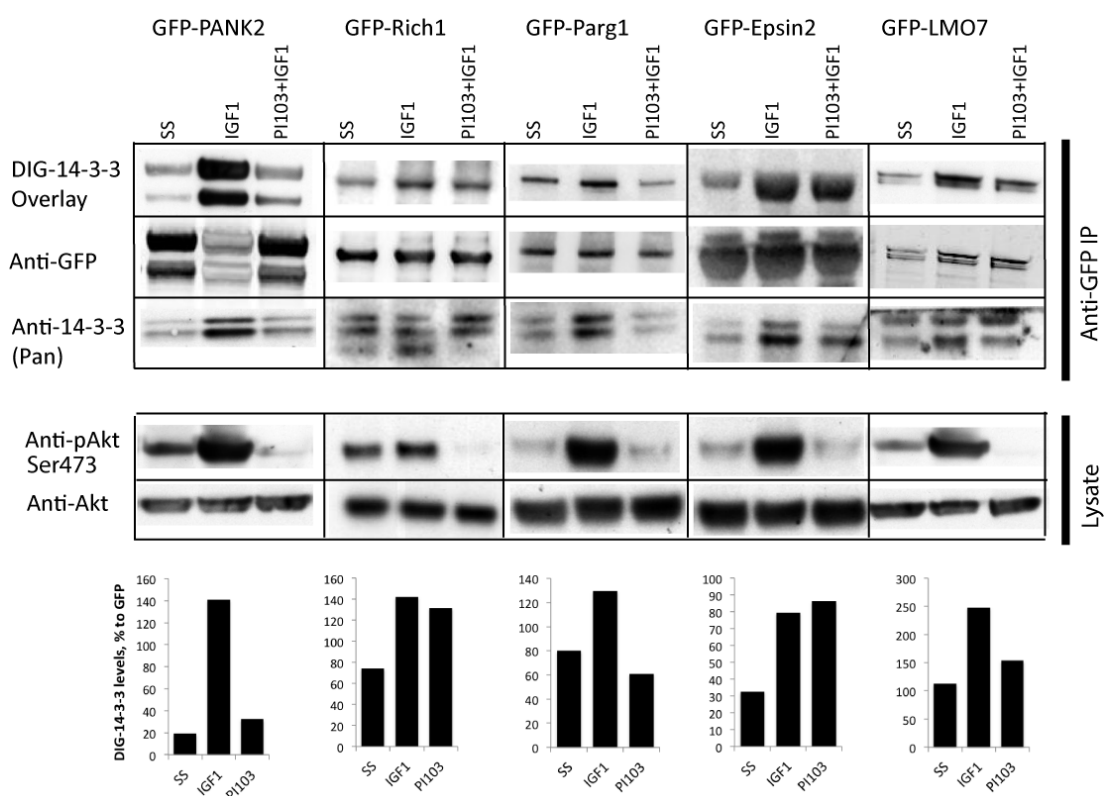 GFP-PANK2 GFP-Rich1 GFP-Parg1 GFP-Epsin2 GFP-LMO7
SS IGF1 PI103+IGF1 SS IGF1 PI103+IGF1 SS IGF1 PI103+IGF1 SS IGF1 PI103+IGF1 SS IGF1 PI103+IGF1
DIG-14-3-3
Overlay
Anti-GFP
Anti-14-3-3
(Pan)
Anti-GFP IP
Anti-pAkt
Ser473
Anti-Akt
Lysate
DIG-14-3-3 levels, % to GFP
160
140
120
100
80
60
40
20
0
SS IGF1 PI103
160
140
120
100
80
60
40
20
0
SS IGF1 PI103
140
120
100
80
60
40
20
0
SS IGF1 PI103
100
90
80
70
60
50
40
30
20
10
0
SS IGF1 PI103
300
250
200
150
100
50
0
SS IGF1 PI103